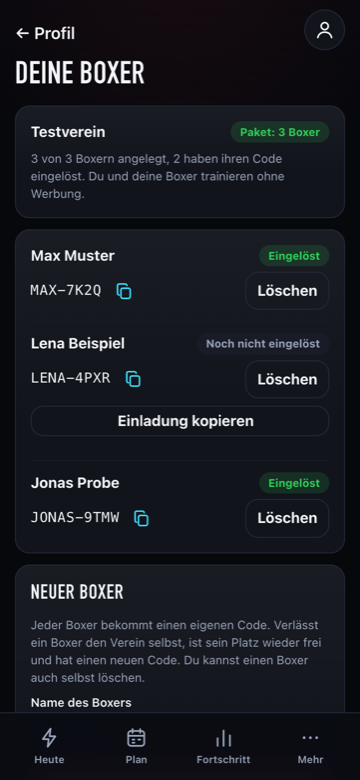 ← Profil
DEINE BOXER
Testverein
Paket: 3 Boxer
3 von 3 Boxern angelegt, 2 haben ihren Code
eingelöst. Du und deine Boxer trainieren ohne
Werbung.
Max Muster
Eingelöst
MAX–7K2Q
Löschen
Lena Beispiel
Noch nicht eingelöst
LENA–4PXR
Löschen
Einladung kopieren
Jonas Probe
Eingelöst
JONAS–9TMW
Löschen
NEUER BOXER
Jeder Boxer bekommt einen eigenen Code. Verlässt
ein Boxer den Verein selbst, ist sein Platz wieder frei
und hat einen neuen Code. Du kannst einen Boxer
auch selbst löschen.
Name des Boxers
Heute
Plan
Fortschritt
Mehr